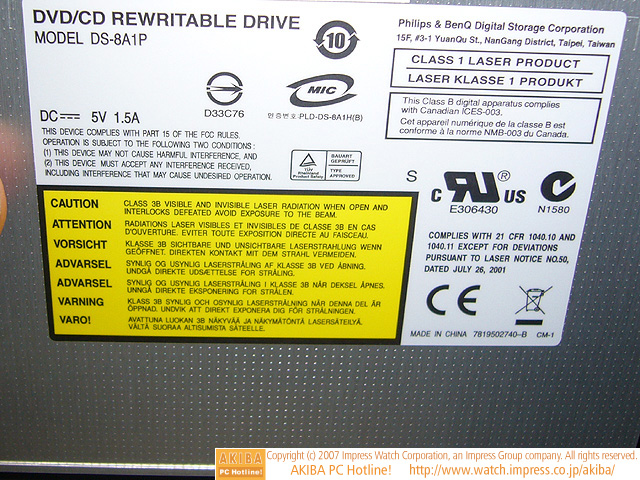 DVD/CD REWRITABLE DRIVE
MODEL DS-8A1P
10
Philips & BenQ Digital Storage Corporation
15F, #3-1 YuanQu St., NanGang District, Taipei, Taiwan
CLASS 1 LASER PRODUCT
LASER KLASSE 1 PRODUKT
This Class B digital apparatus complies
with Canadian ICES-003.
Cet appareil numérique de la classe B est
conforme à la norme NMB-003 du Canada.
D33C76
MIC
인증번호:PLD-DS-8A1H(B)
DC 5V 1.5A
THIS DEVICE COMPLIES WITH PART 15 OF THE FCC RULES.
OPERATION IS SUBJECT TO THE FOLLOWING TWO CONDITIONS :
(1) THIS DEVICE MAY NOT CAUSE HARMFUL INTERFERENCE, AND
(2) THIS DEVICE MUST ACCEPT ANY INTERFERENCE RECEIVED,
INCLUDING INTERFERENCE THAT MAY CAUSE UNDESIRED OPERATION.
TÜV
Rheinland
Product Safety
BAUART
GEPRÜFT
TYPE
APPROVED
S
c RU ® US
E306430
N1580
CAUTION CLASS 3B VISIBLE AND INVISIBLE LASER RADIATION WHEN OPEN AND
INTERLOCKS DEFEATED AVOID EXPOSURE TO THE BEAM.
ATTENTION RADIATIONS LASER VISIBLES ET INVISIBLES DE CLASSE 3B EN CAS
D'OUVERTURE. EVITER TOUTE EXPOSITION DIRECTE AU FAISCEAU.
VORSICHT KLASSE 3B SICHTBARE UND UNSICHTBARE LASERSTRAHLUNG WENN
GEÖFFNET. DIREKTEN KONTAKT MIT DEM STRAHL VERMEIDEN.
ADVARSEL SYNLIG OG USYNLIG LASERSTRÅLING AF KLASSE 3B VED ÅBNING.
UNDGÅ DIREKTE UDSÆTTELSE FOR STRÅLING.
ADVARSEL SYNLIG OG USYNLIG LASERSTRÅLING I KLASSE 3B NÅR DEKSEL ÅPNES.
UNNGÅ DIREKTE EKSPONERING FOR STRÅLEN.
VARNING KLASS 3B SYNLIG OCH OSYNLIG LASERSTRÅLNING NÄR DENNA DEL ÄR
ÖPPNAD. UNDVIK ATT DIREKT EXPONERA DIG FÖR STRÅLNINGEN.
VARO! AVATTUNA LUOKAN 3B NÄKYVÄÄ JA NÄKYMÄTÖNTÄ LASERSÄTEILYÄ.
VÄLTÄ SUORAA ALTISUMISTA SÄTEELLE.
COMPLIES WITH 21 CFR 1040.10 AND
1040.11 EXCEPT FOR DEVIATIONS
PURSUANT TO LASER NOTICE NO.50,
DATED JULY 26, 2001
CE
MADE IN CHINA 7819502740-B CM-1
AKIBA
PC Hotline!
Copyright (c) 2007 Impress Watch Corporation, an Impress Group company. All rights reserved.
AKIBA PC Hotline! http://www.watch.impress.co.jp/akiba/